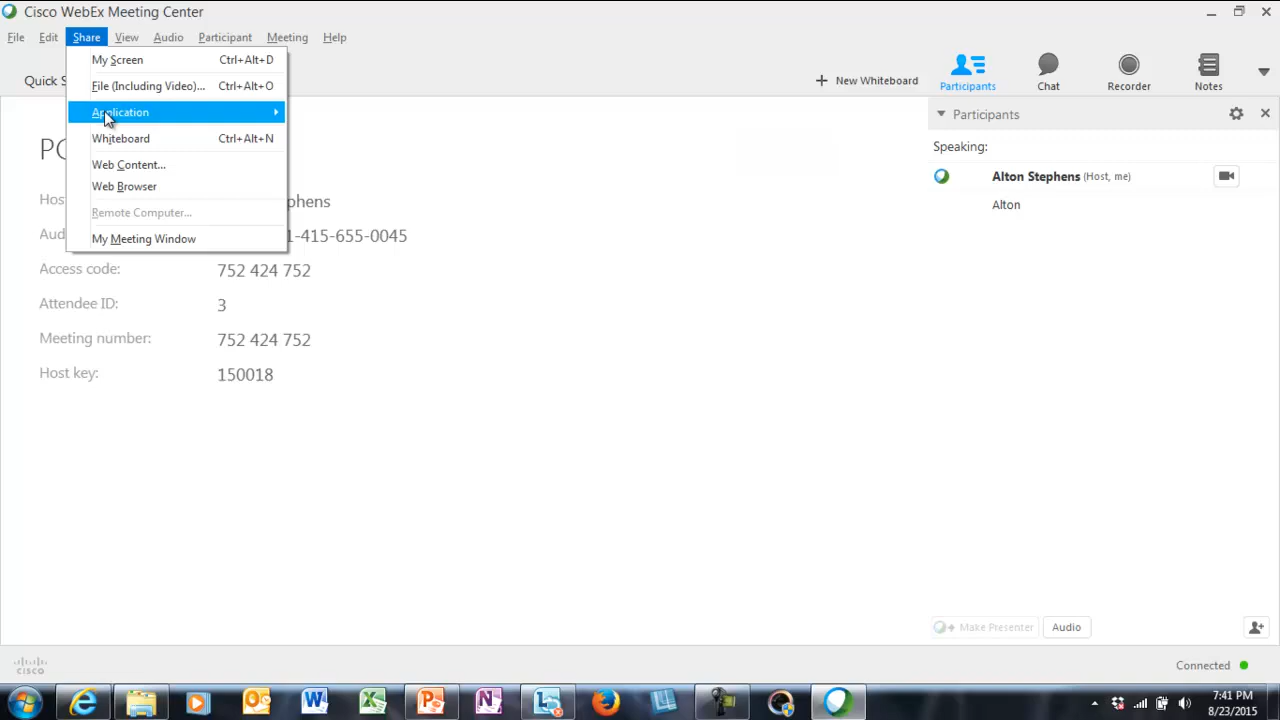 Cisco WebEx Meeting Center
File Edit Share View Audio Participant Meeting Help
My Screen Ctrl+Alt+D
File (Including Video)... Ctrl+Alt+O
Application
Whiteboard Ctrl+Alt+N
Web Content...
Web Browser
Remote Computer...
My Meeting Window
Quick
New Whiteboard
Participants
Chat
Recorder
Notes
Participants
Speaking:
Alton Stephens (Host, me)
Alton
1-415-655-0045
Access code: 752 424 752
Attendee ID: 3
Meeting number: 752 424 752
Host key: 150018
Make Presenter
Audio
cisco
Connected
7:41 PM
8/23/2015